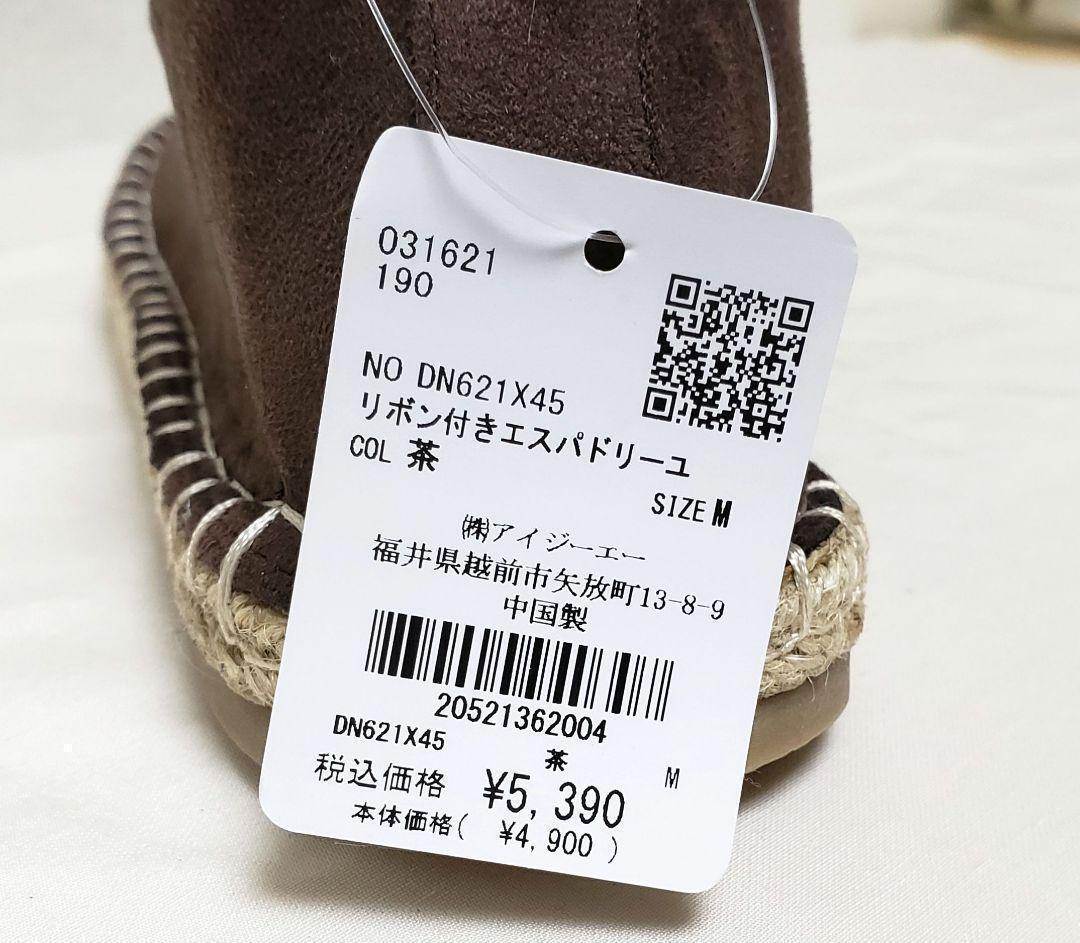 031621
190
NO DN621X45
リボン付きエスパドリーユ
COL 茶
SIZE M
㈱アイジーエー
福井県越前市矢放町13-8-9
中国製
20521362004
DN621X45 茶 M
税込価格 ¥5,390
本体価格( ¥4,900 )